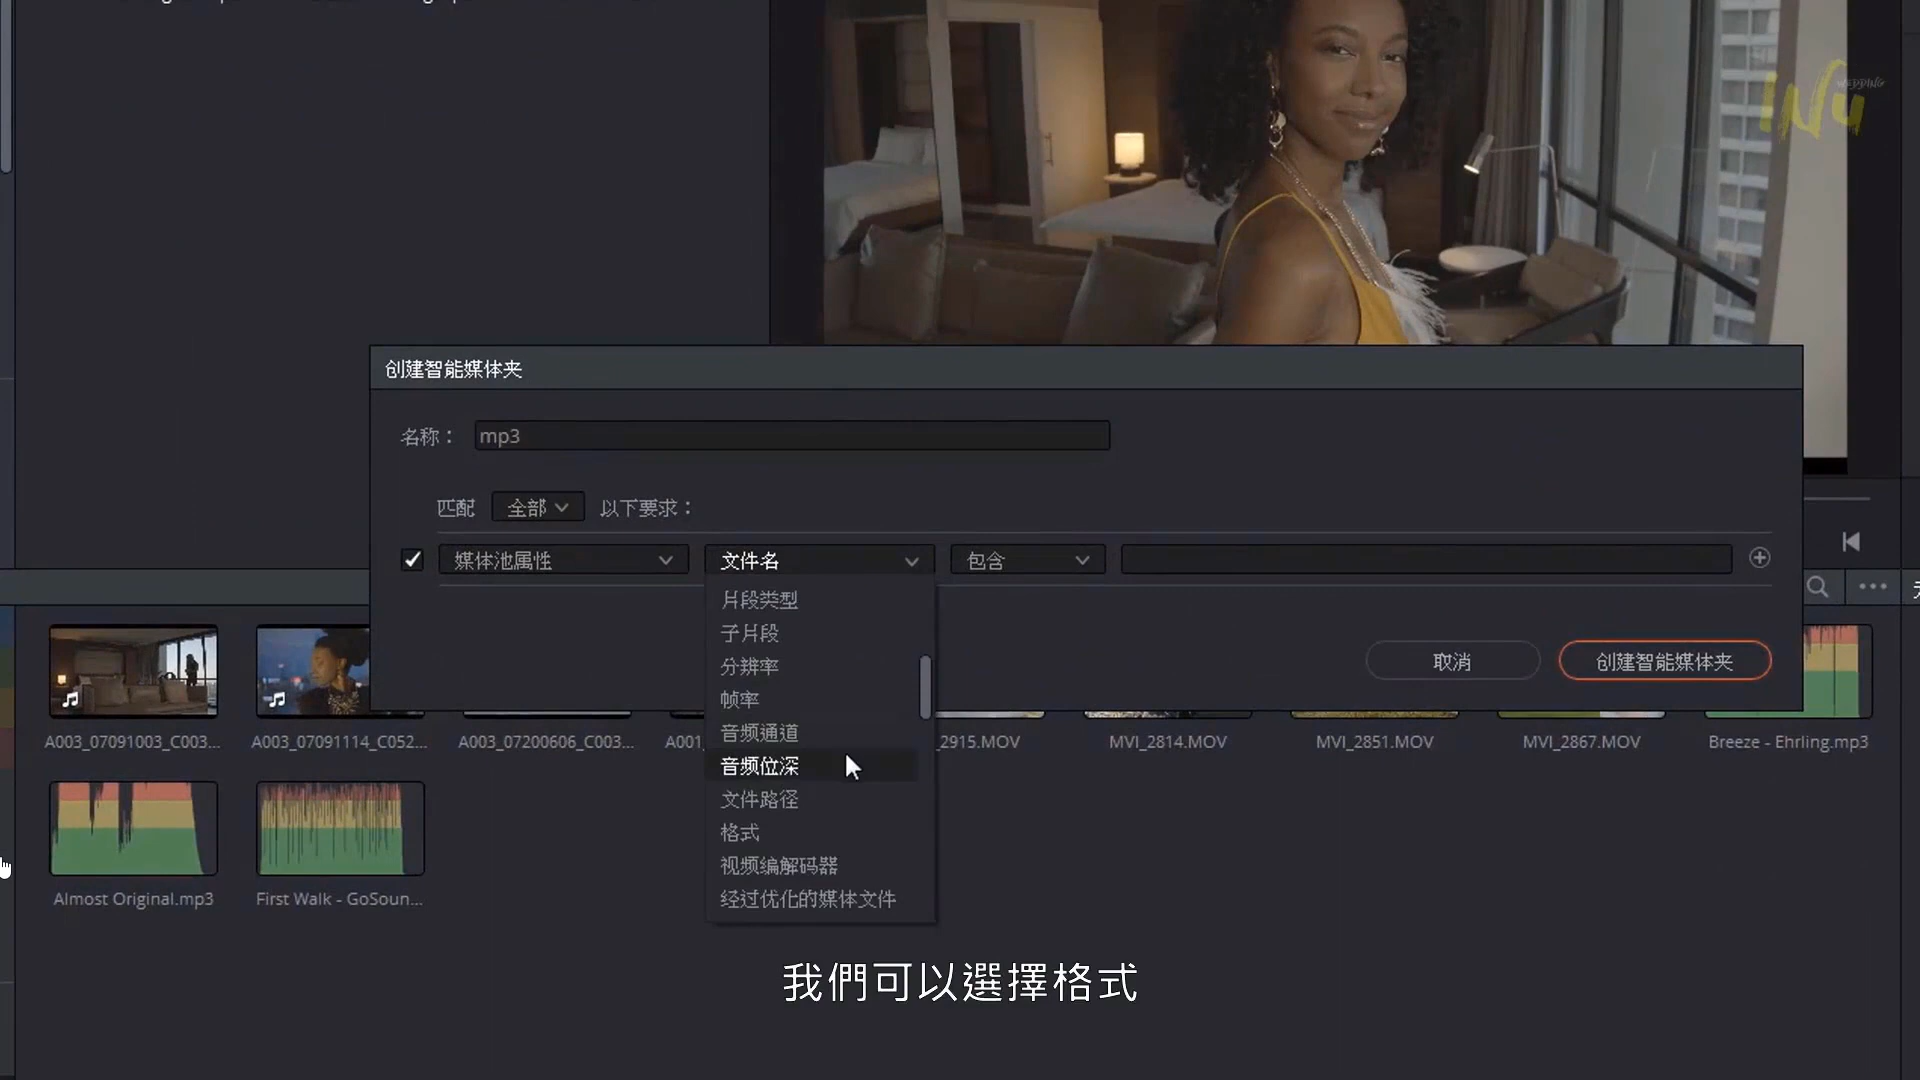 WEDDING
INU
创建智能媒体夹
名称：
mp3
匹配
全部
以下要求：
媒体池属性
文件名
包含
片段类型
子片段
分辨率
帧率
音频通道
音频位深
文件路径
格式
视频编解码器
经过优化的媒体文件
取消
创建智能媒体夹
A003_07091003_C003...
A003_07091114_C052...
A003_07200606_C003...
A001_
_2915.MOV
MVI_2814.MOV
MVI_2851.MOV
MVI_2867.MOV
Breeze - Ehrling.mp3
Almost Original.mp3
First Walk - GoSoun...
我們可以選擇格式